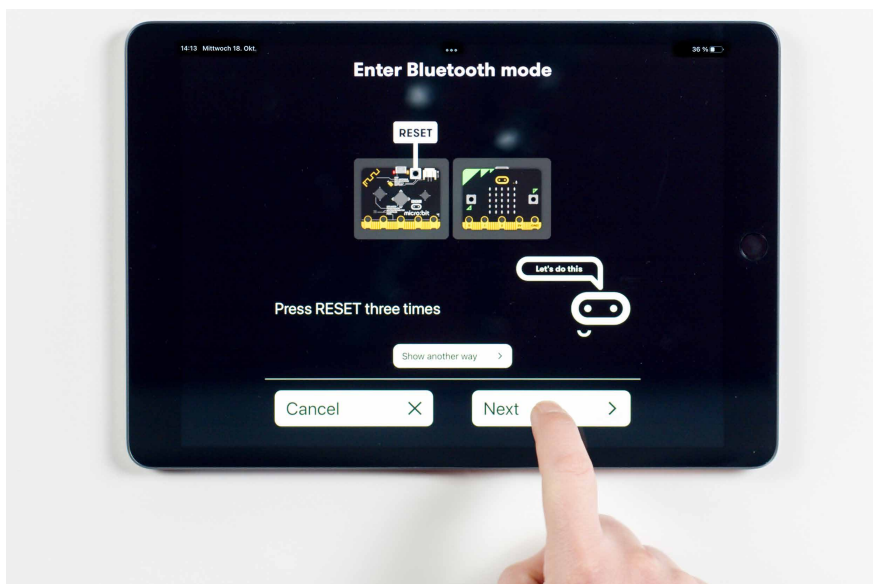 14:13 Mittwoch 18. Okt.
36 %
Enter Bluetooth mode
RESET
micro:bit
Let's do this
Press RESET three times
Show another way
Cancel
Next